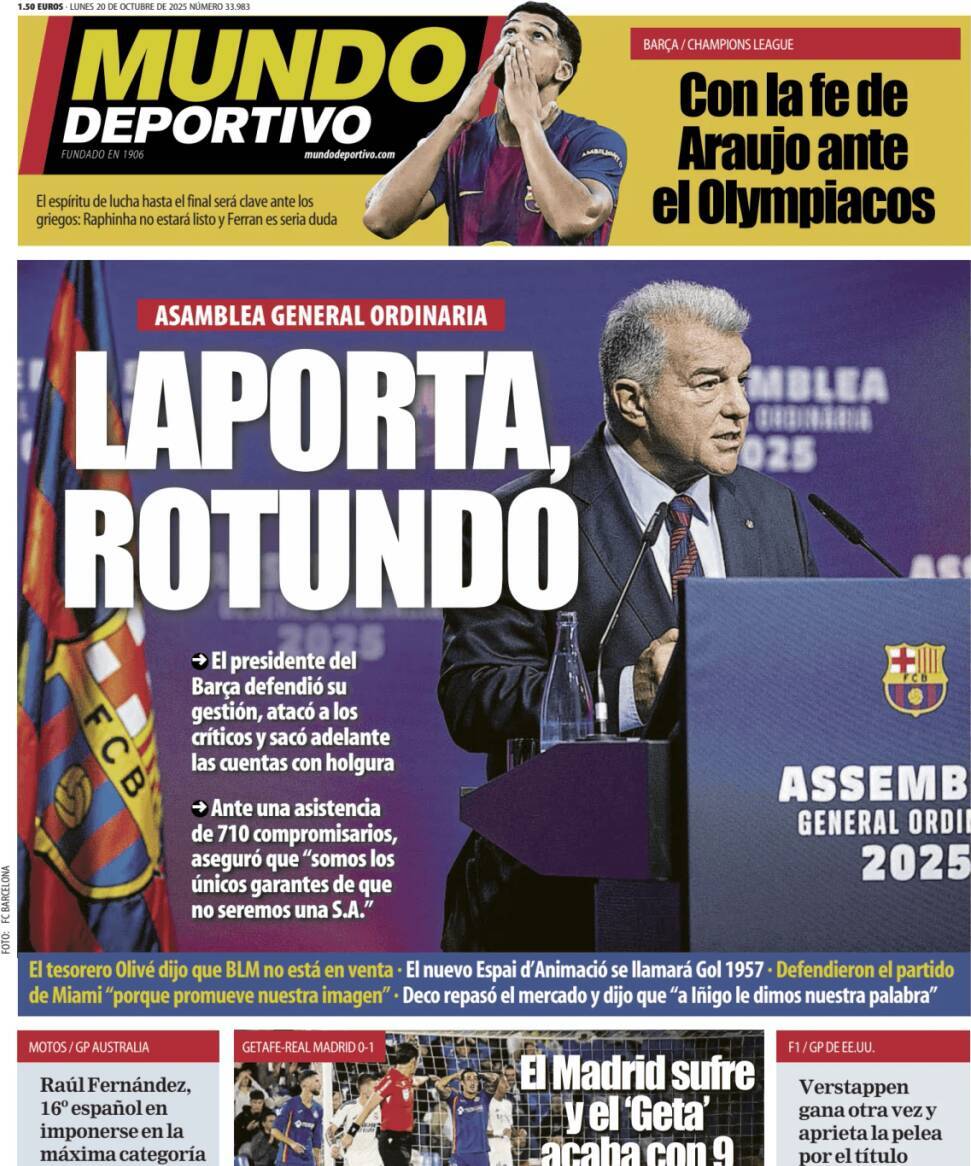 1.50 EUROS · LUNES 20 DE OCTUBRE DE 2025 NÚMERO 33.983
MUNDO
DEPORTIVO
FUNDADO EN 1906
mundodeportivo.com
El espíritu de lucha hasta el final será clave ante los
griegos: Raphinha no estará listo y Ferran es seria duda
BARÇA / CHAMPIONS LEAGUE
Con la fe de
Araujo ante
el Olympiacos
ASAMBLEA GENERAL ORDINARIA
LAPORTA,
ROTUNDO
➔ El presidente del
Barça defendió su
gestión, atacó a los
críticos y sacó adelante
las cuentas con holgura
➔ Ante una asistencia
de 710 compromisarios,
aseguró que “somos los
únicos garantes de que
no seremos una S.A.”
MBLEA
ORDINÀRIA
2025
2025
FCB
FCB
ASSEMB
GENERAL ORDI
2025
FOTO: FC BARCELONA
El tesorero Olivé dijo que BLM no está en venta · El nuevo Espai d’Animació se llamará Gol 1957 · Defendieron el partido
de Miami “porque promueve nuestra imagen” · Deco repasó el mercado y dijo que “a Iñigo le dimos nuestra palabra”
MOTOS / GP AUSTRALIA
Raúl Fernández,
16º español en
imponerse en la
máxima categoría
GETAFE-REAL MADRID 0-1
El Madrid sufre
y el ‘Geta’
acaba con 9
F1 / GP DE EE.UU.
Verstappen
gana otra vez y
aprieta la pelea
por el título